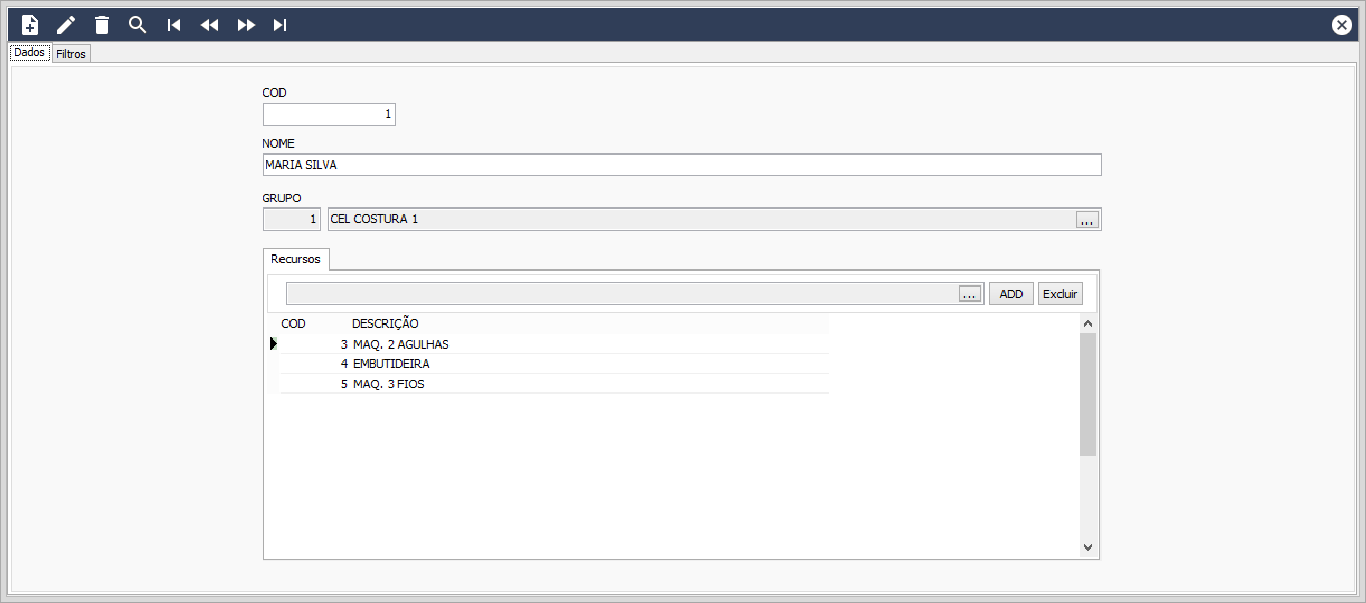 Dados Filtros
COD
1
NOME
MARIA SILVA
GRUPO
1 CEL COSTURA 1 ...
Recursos
... ADD Excluir
COD DESCRIÇÃO
3 MAQ. 2 AGULHAS
4 EMBUTIDEIRA
5 MAQ. 3 FIOS